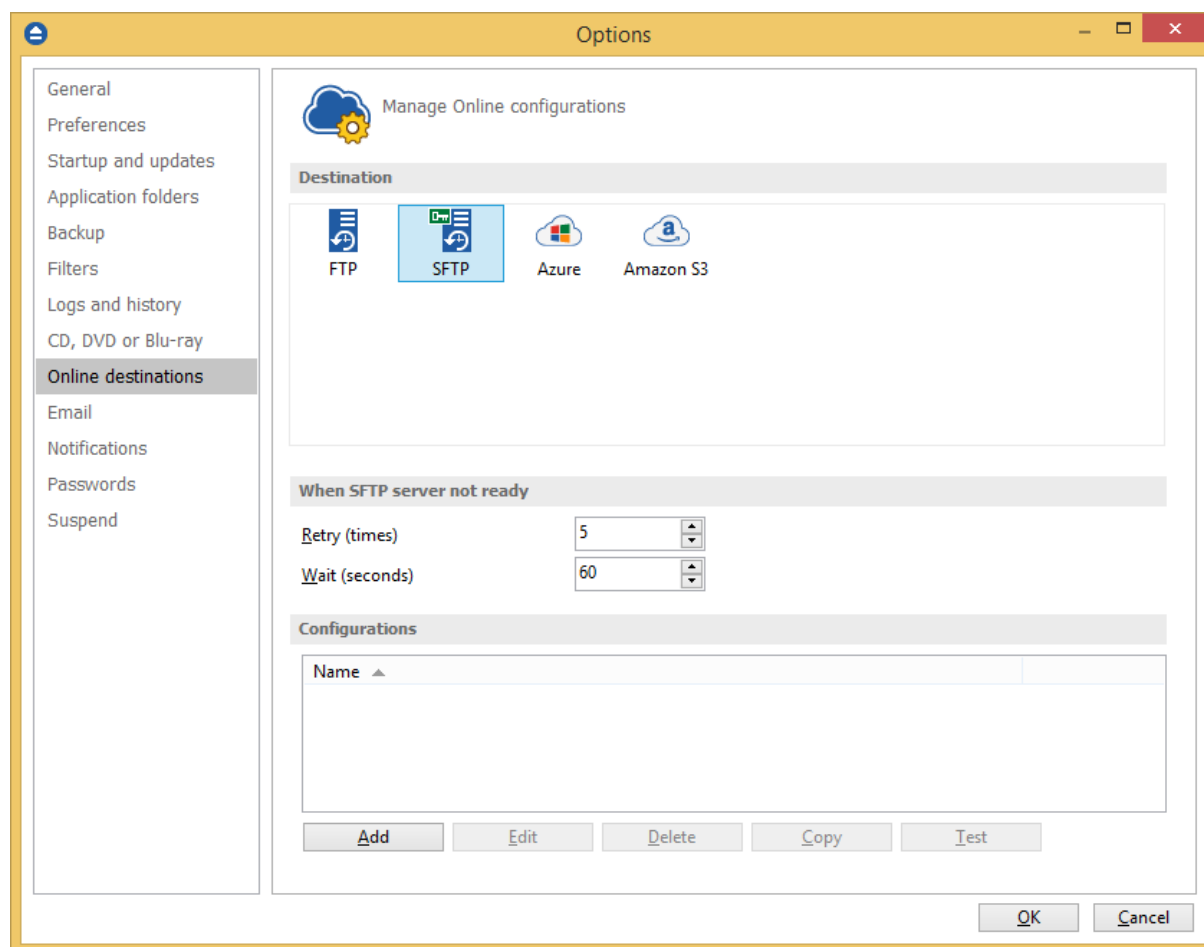 Options
General
Preferences
Startup and updates
Application folders
Backup
Filters
Logs and history
CD, DVD or Blu-ray
Online destinations
Email
Notifications
Passwords
Suspend
Manage Online configurations
Destination
FTP SFTP Azure Amazon S3
When SFTP server not ready
Retry (times) 5
Wait (seconds) 60
Configurations
Name
Add Edit Delete Copy Test
OK Cancel